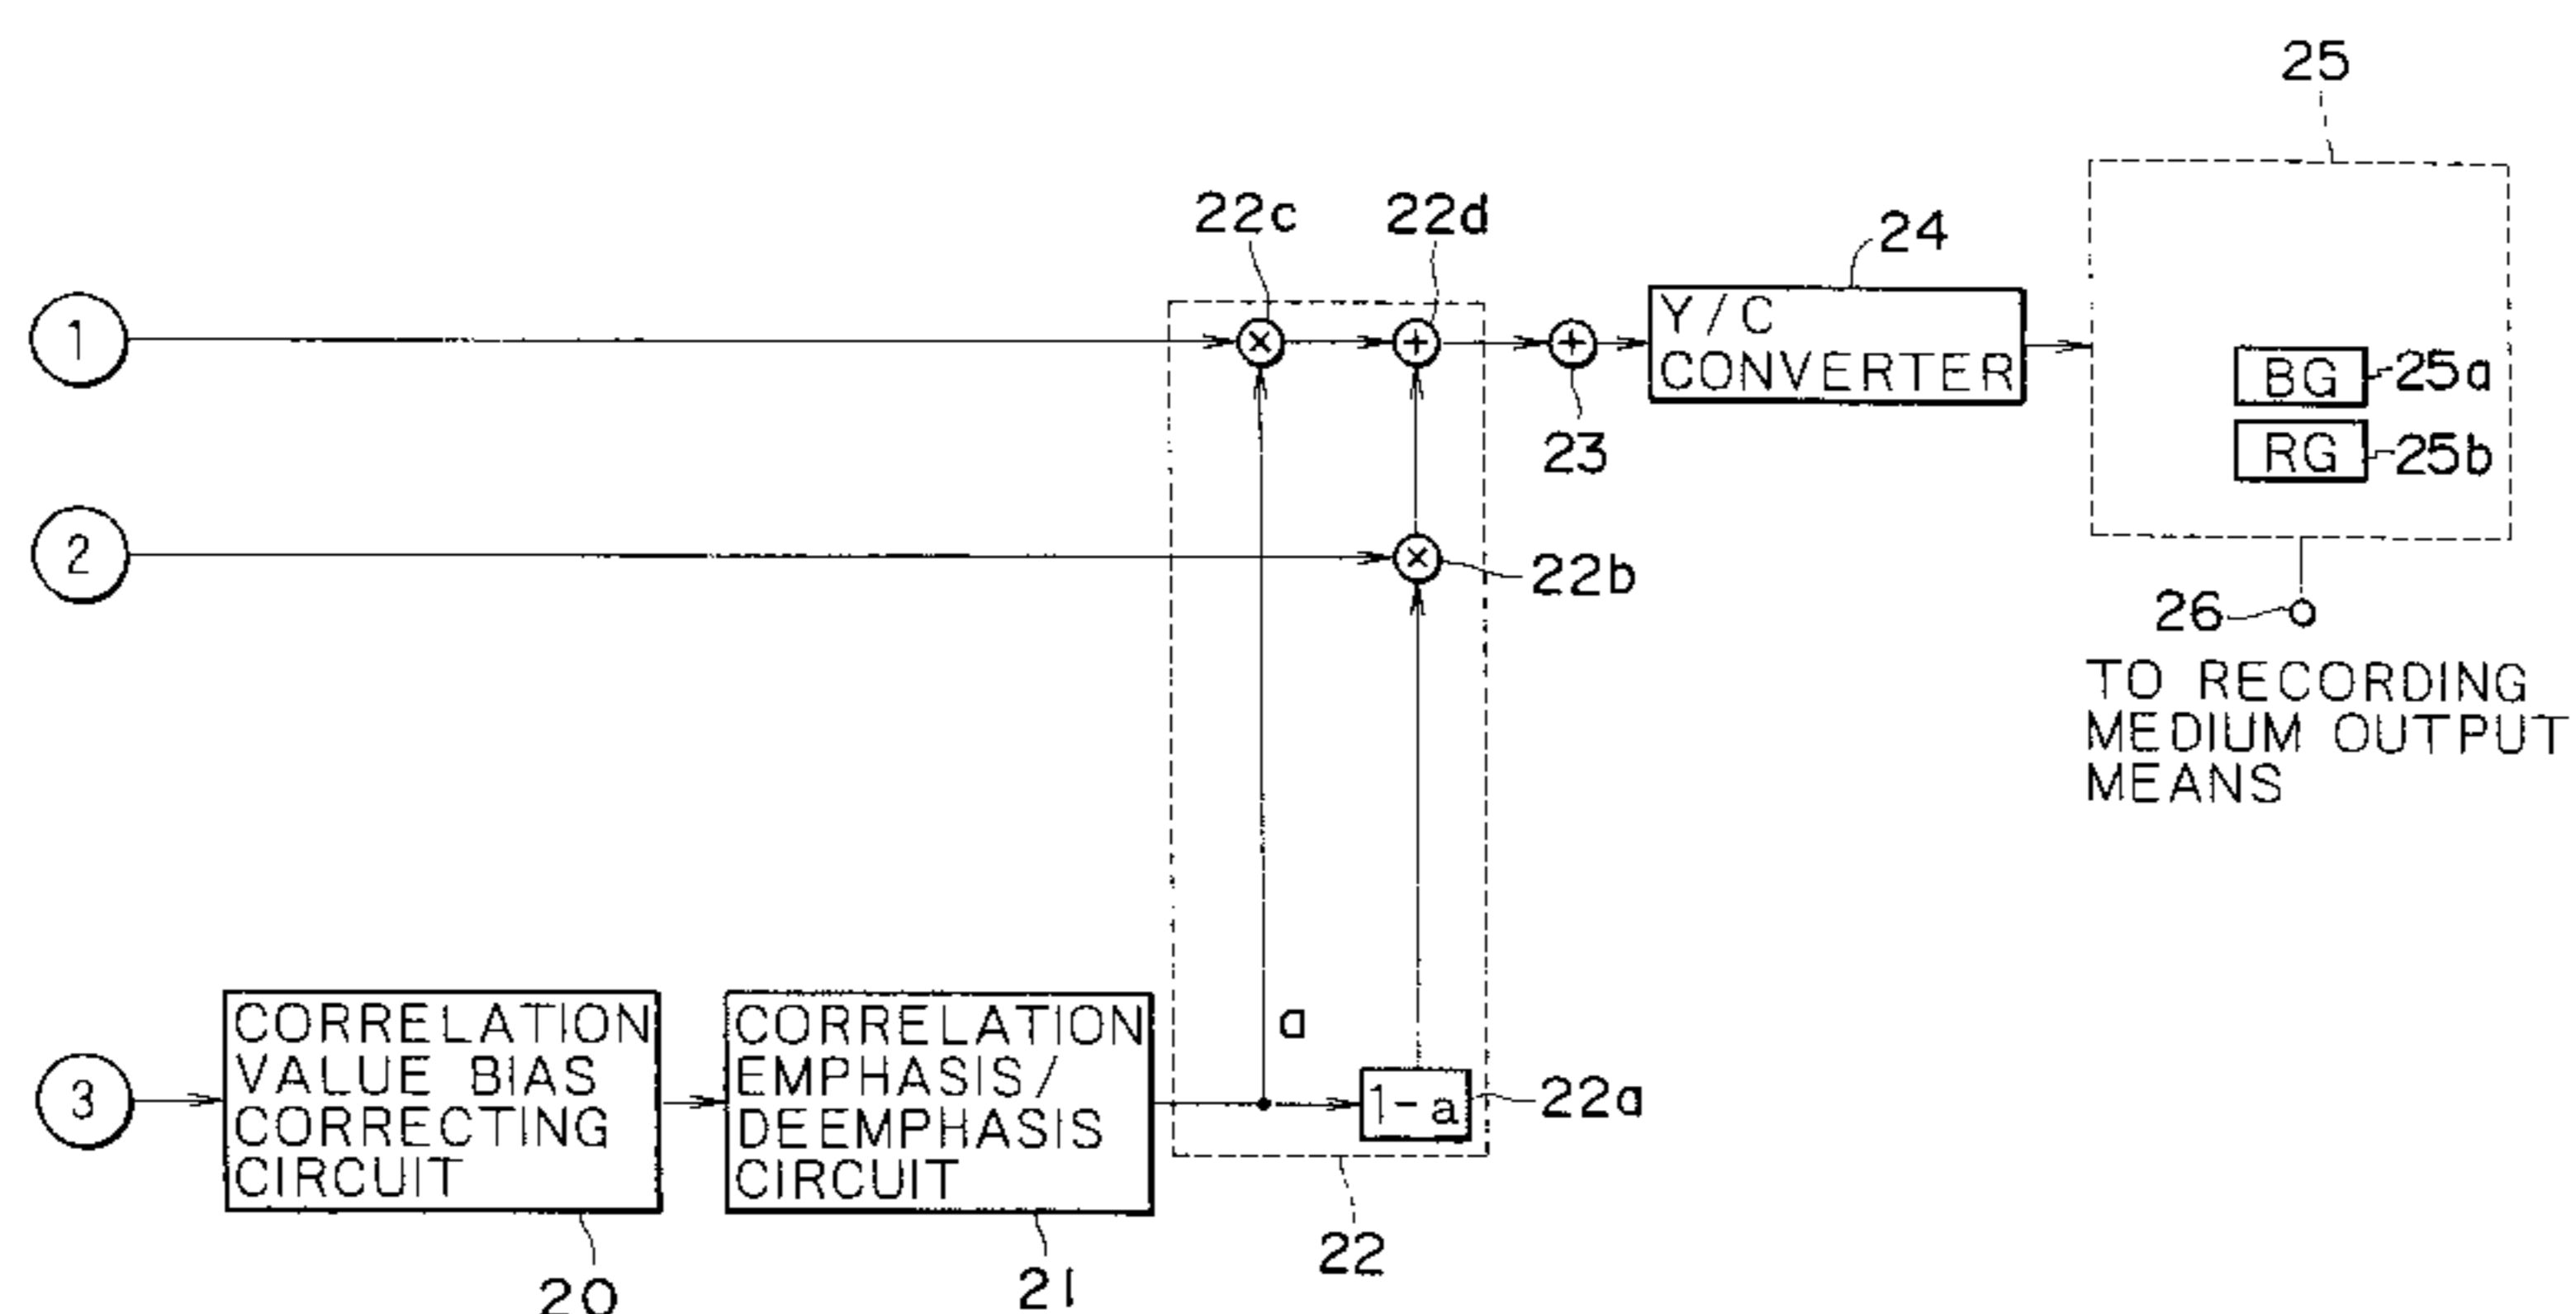 25
22c
22d
24
1
Y/C
CONVERTER
BG
25a
23
RG
25b
2
22b
26
TO RECORDING
MEDIUM OUTPUT
MEANS
a
3
CORRELATION
VALUE BIAS
CORRECTING
CIRCUIT
CORRELATION
EMPHASIS/
DEEMPHASIS
CIRCUIT
1-a
22a
22
20
21